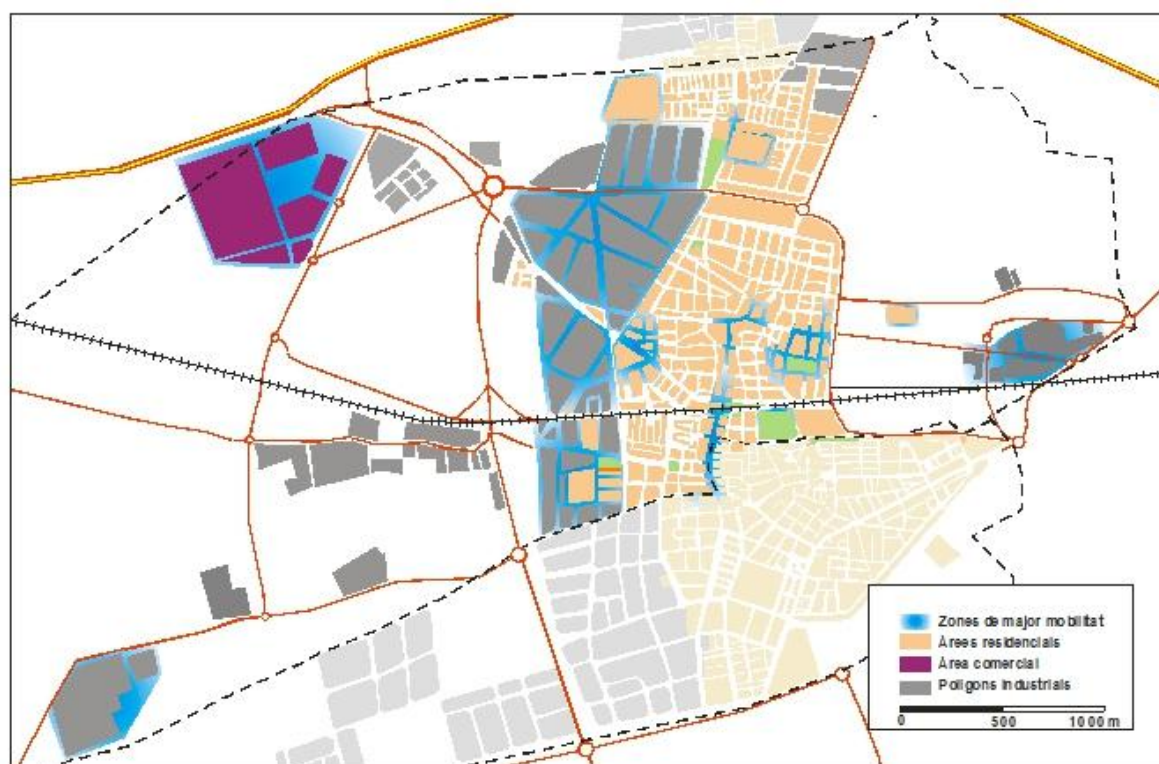 Zones de major mobilitat
Àrees residencials
Àrea comercial
Polígons industrials
0 500 1000 m